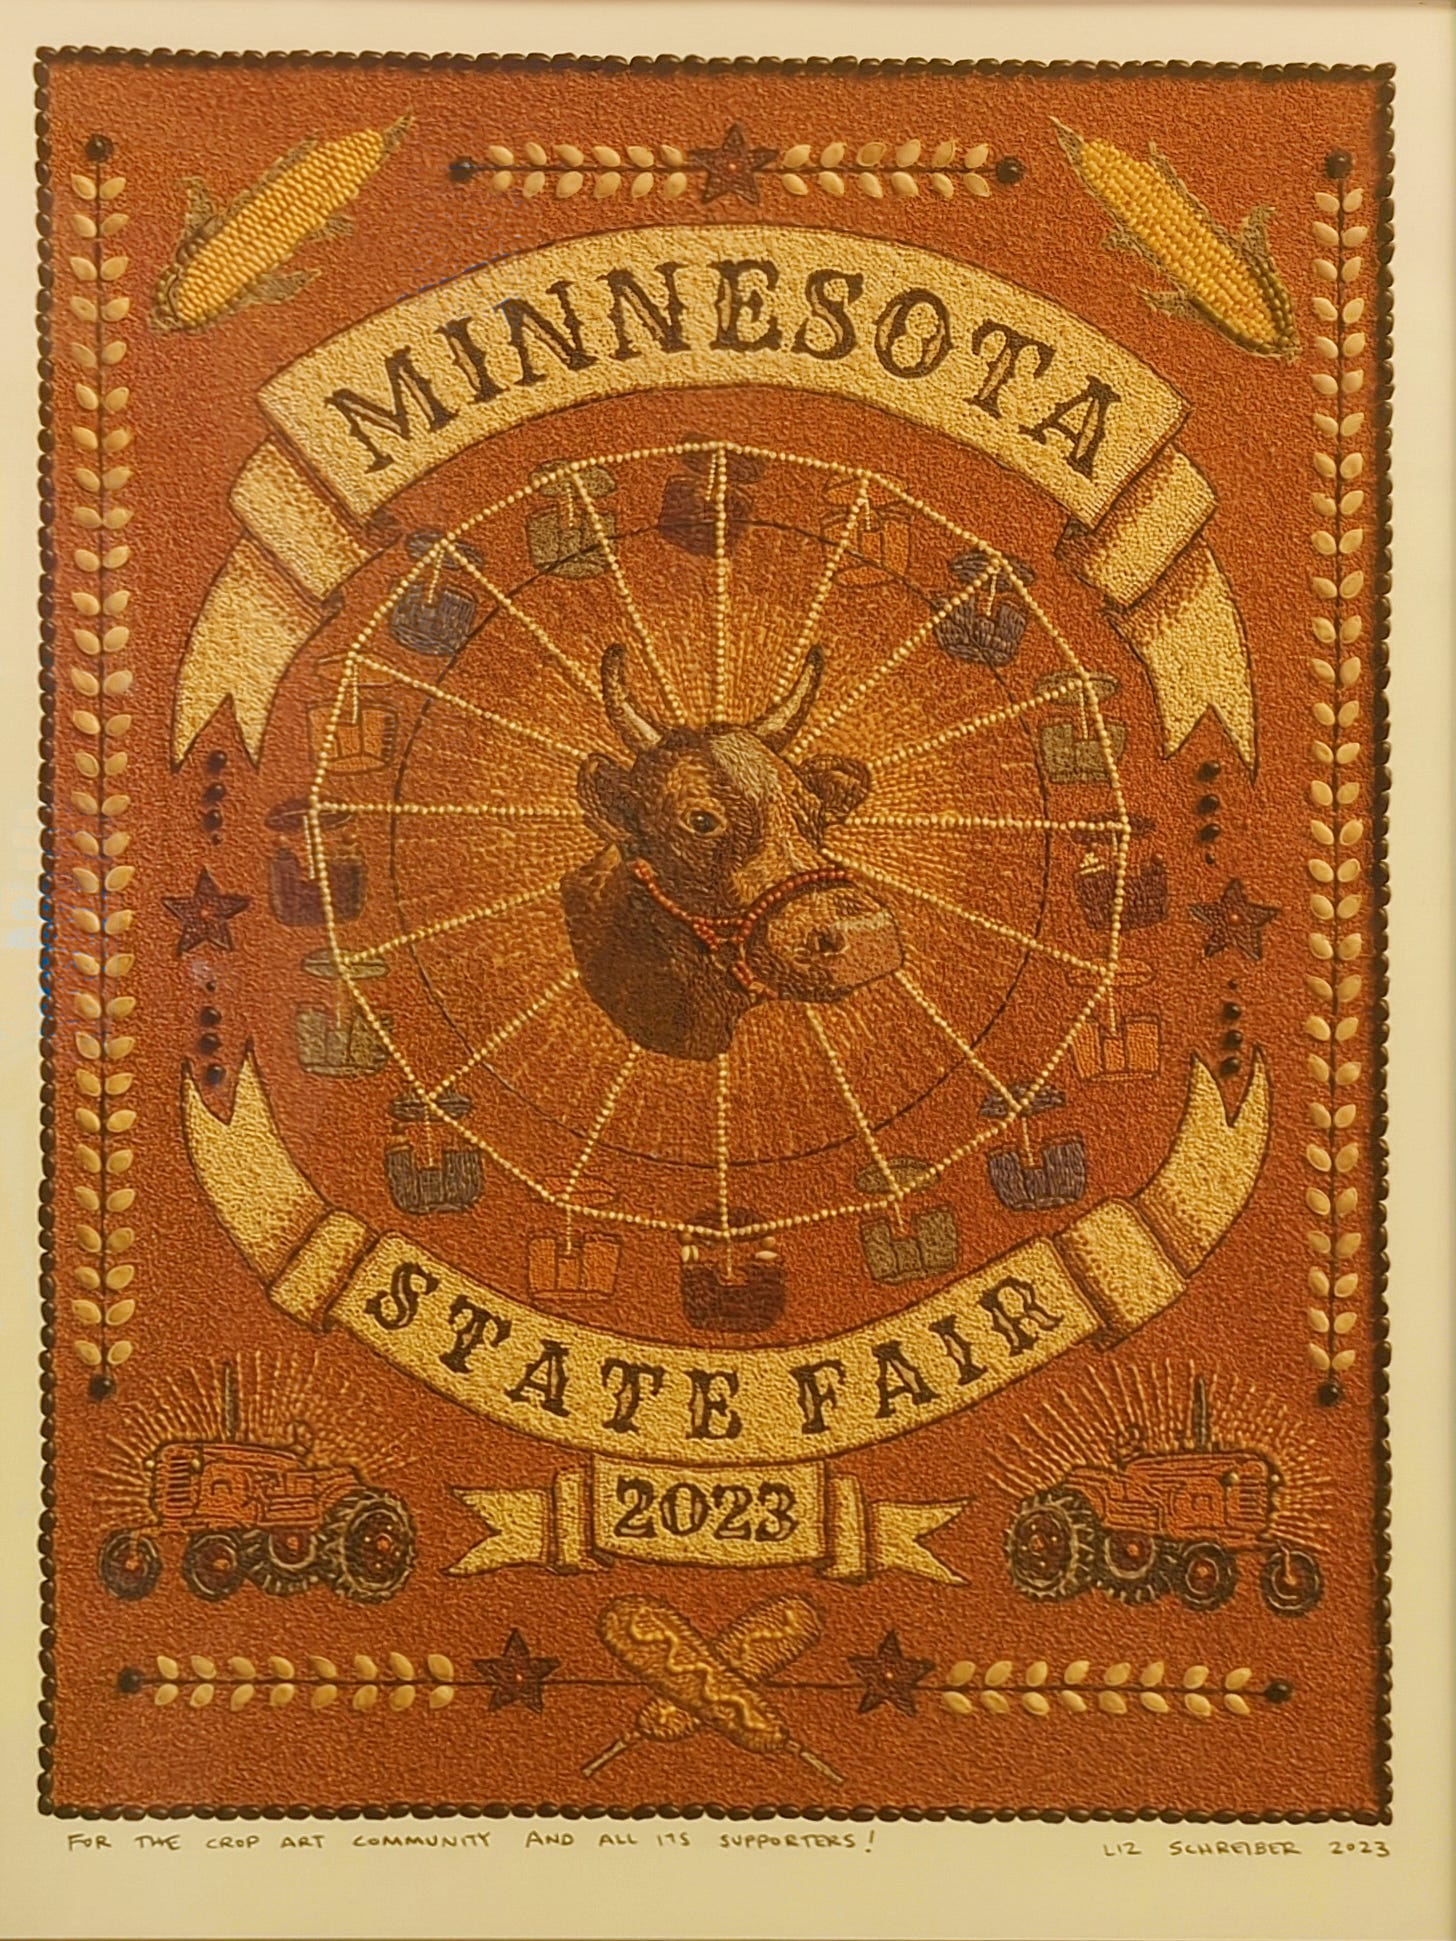 MINNESOTA
STATE FAIR
2023
FOR THE CROP ART COMMUNITY AND ALL ITS SUPPORTERS!
LIZ SCHREIBER 2023